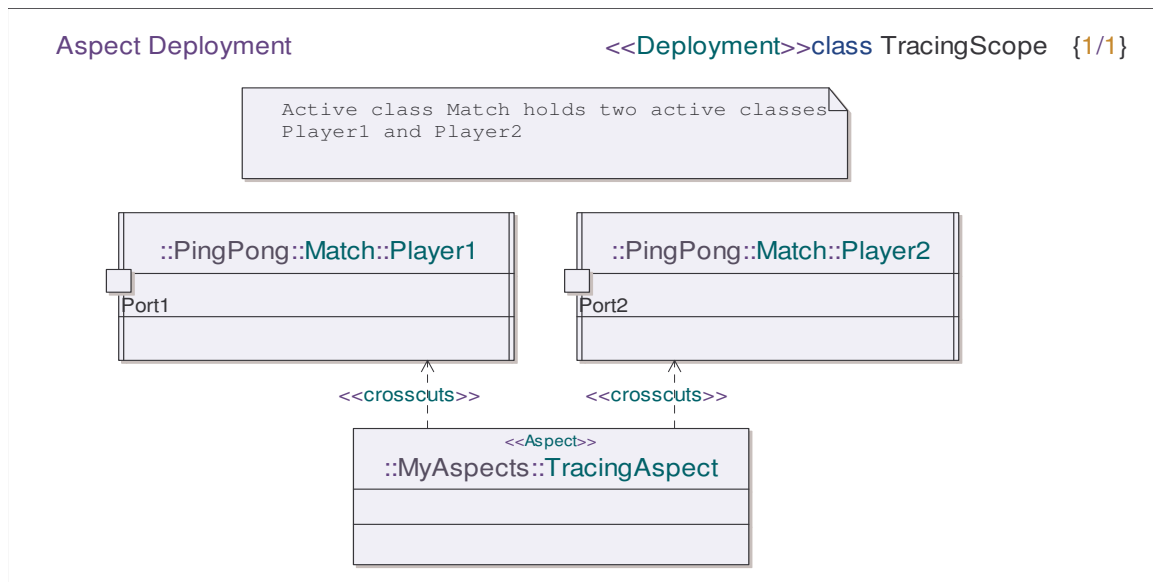 Aspect Deployment <<Deployment>>class TracingScope {1/1}
Active class Match holds two active classes
Player1 and Player2
::PingPong::Match::Player1 ::PingPong::Match::Player2
Port1 Port2
<<crosscuts>> <<crosscuts>>
<<Aspect>>
::MyAspects::TracingAspect